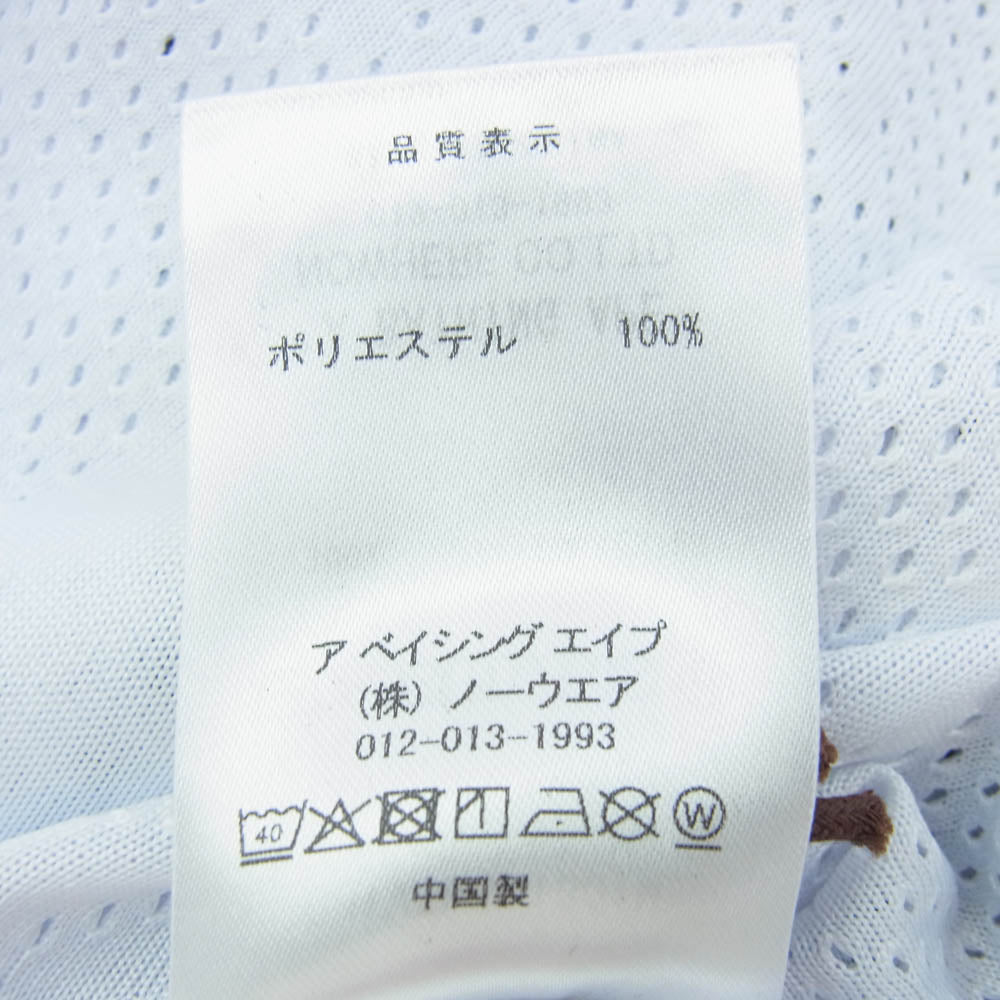 品質表示
ポリエステル 100%
アベイシングエイプ
(株) ノーウエア
012-013-1993
40 W
中国製